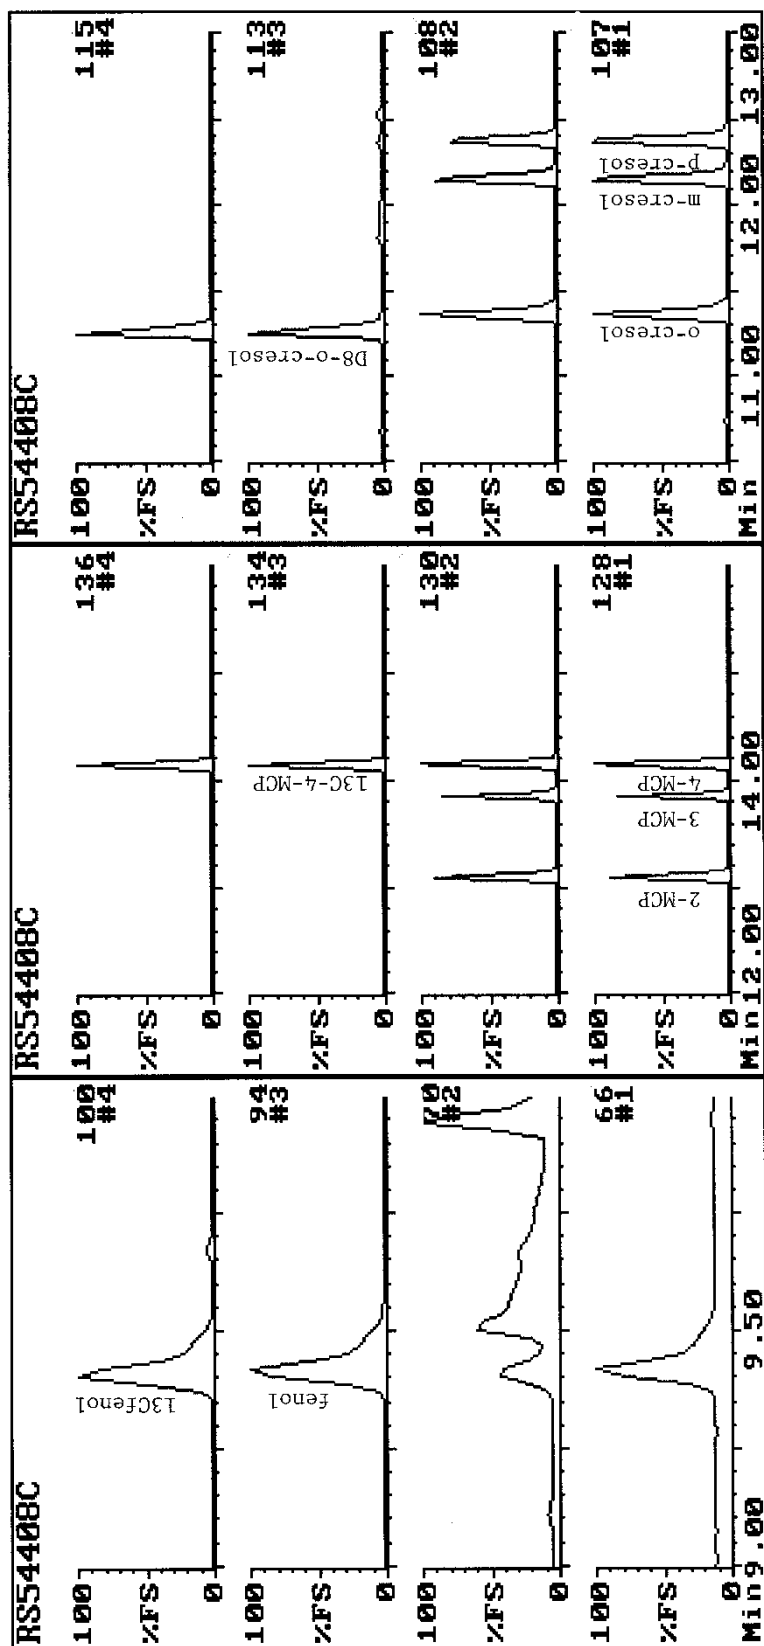 RS54408C
100
%FS
0
100
#4
13Cfenol
100
%FS
0
94
#3
fenol
100
%FS
0
70
#2
100
%FS
0
66
#1
Min 9.00 9.50
RS54408C
100
%FS
0
136
#4
100
%FS
0
134
#3
13C-4-MCP
100
%FS
0
130
#2
100
%FS
0
128
#1
2-MCP
3-MCP
4-MCP
Min 12.00 14.00
RS54408C
100
%FS
0
115
#4
100
%FS
0
113
#3
D8-o-cresol
100
%FS
0
108
#2
100
%FS
0
107
#1
o-cresol
m-cresol
p-cresol
Min 11.00 12.00 13.00